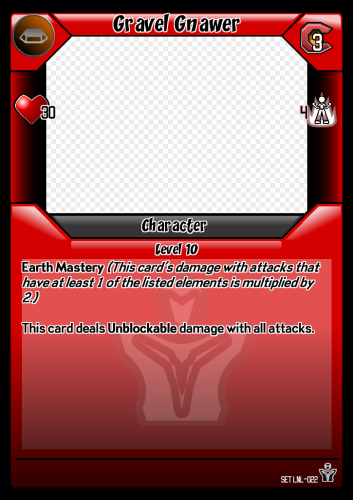 Gravel Gnawer
3
30
4
Character
Level 10
Earth Mastery (This card's damage with attacks that
have at least 1 of the listed elements is multiplied by
2.)
This card deals Unblockable damage with all attacks.
SET LNL-022